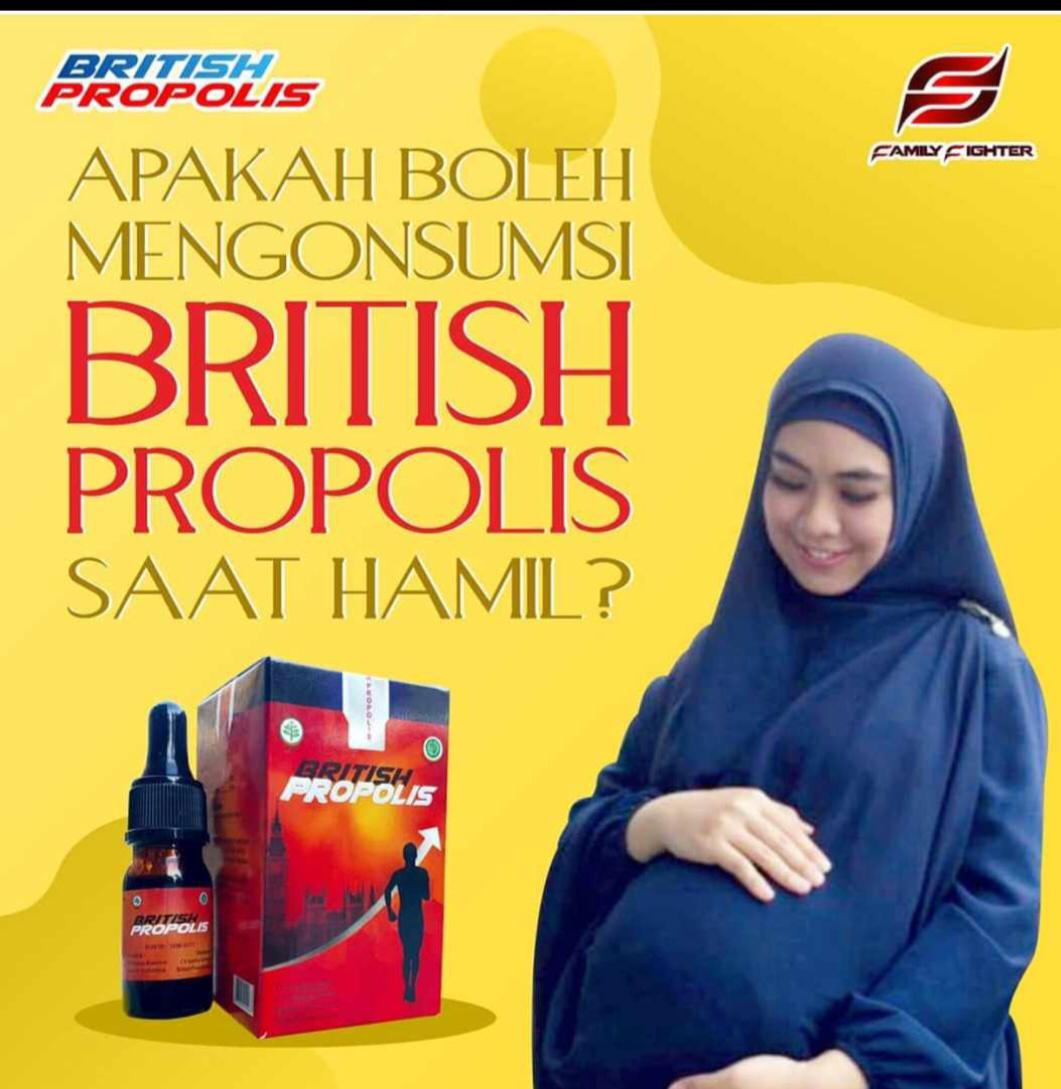 BRITISH
PROPOLIS
FAMILY FIGHTER
APAKAH BOLEH
MENGONSUMSI
BRITISH
PROPOLIS
SAAT HAMIL?
PROPOLIS
BRITISH
PROPOLIS
BRITISH
PROPOLIS